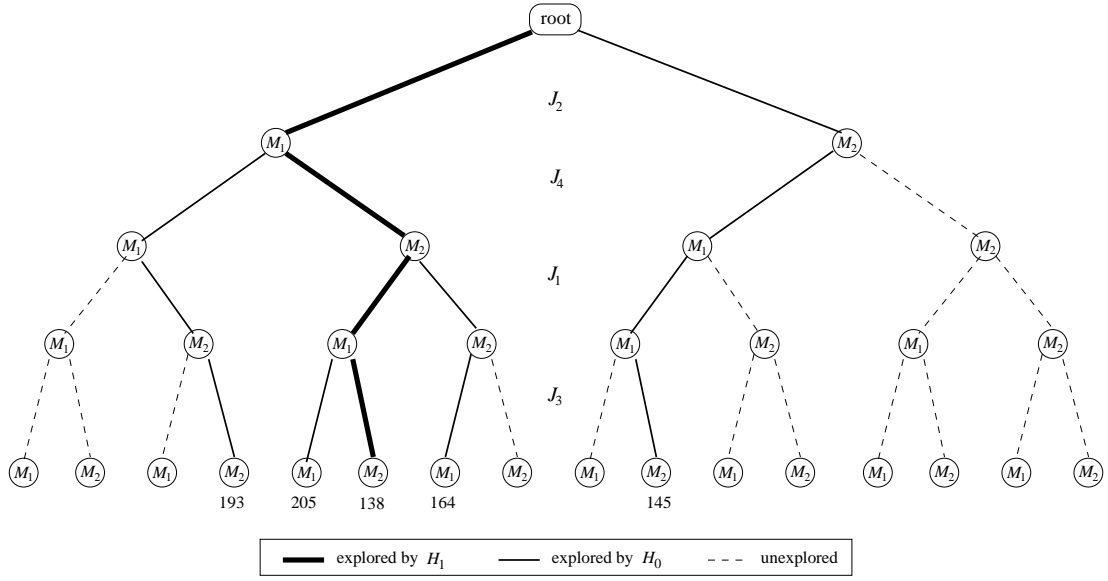 root
J2
M1 M2
J4
M1 M2 M1 M2
J1
M1 M2 M1 M2 M1 M2 M1 M2
J3
M1 M2 M1 M2 M1 M2 M1 M2 M1 M2 M1 M2 M1 M2 M1 M2
193 205 138 164 145
explored by H1 explored by H0 unexplored